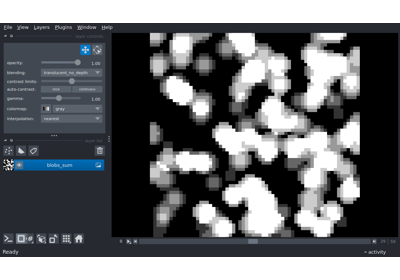 File View Layers Plugins Window Help
opacity: 1.00
blending: translucent_no_depth
contrast limits:
auto-contrast: once continuous
gamma: 1.00
colormap: gray
interpolation: nearest
blobs_sum
Ready
activity